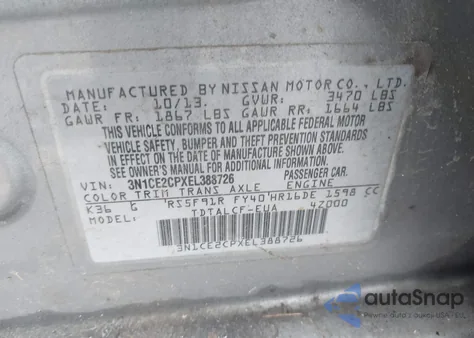 MANUFACTURED BY NISSAN MOTOR CO., LTD.
DATE: 10/13. GVWR: 3470 LBS
GAWR FR: 1867 LBS GAWR RR: 1664 LBS
THIS VEHICLE CONFORMS TO ALL APPLICABLE FEDERAL MOTOR
VEHICLE SAFETY, BUMPER, AND THEFT PREVENTION STANDARDS
IN EFFECT ON THE DATE OF MANUFACTURE SHOWN ABOVE.
SEE OWNER'S MANUAL FOR ADDITIONAL INFORMATION.
VIN: 3N1CE2CPXEL388726 PASSENGER CAR.
COLOR TRIM TRANS AXLE ENGINE
K36 G RS5F91R FY40 HR16DE 1598 CC
MODEL: TDTALCF-EUA 4Z000
3N1CE2CPXEL388726
autoSnap